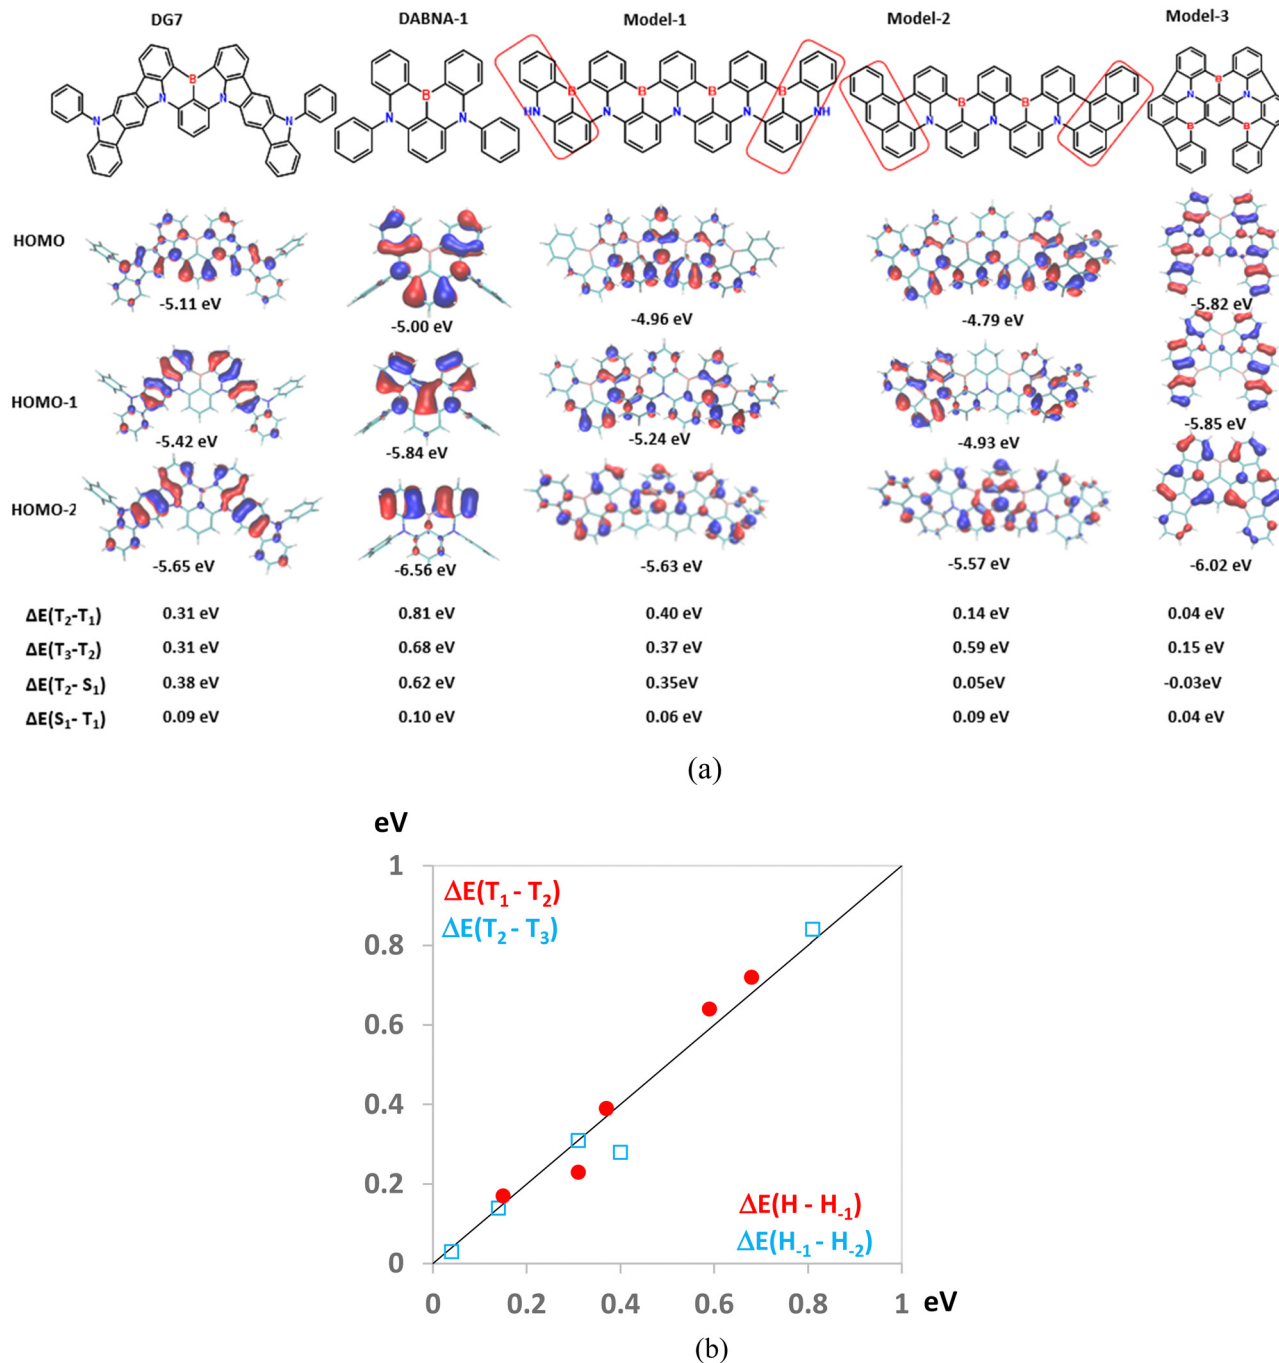 DG7 DABNA-1 Model-1 Model-2 Model-3
B N N N N
B N N
B B B B HN N N N NH
B B N N N N
B N N B B
HOMO
-5.11 eV -5.00 eV -4.96 eV -4.79 eV -5.82 eV
HOMO-1
-5.42 eV -5.84 eV -5.24 eV -4.93 eV -5.85 eV
HOMO-2
-5.65 eV -6.56 eV -5.63 eV -5.57 eV -6.02 eV
ΔE(T₂-T₁) 0.31 eV 0.81 eV 0.40 eV 0.14 eV 0.04 eV
ΔE(T₃-T₂) 0.31 eV 0.68 eV 0.37 eV 0.59 eV 0.15 eV
ΔE(T₂- S₁) 0.38 eV 0.62 eV 0.35eV 0.05eV -0.03eV
ΔE(S₁- T₁) 0.09 eV 0.10 eV 0.06 eV 0.09 eV 0.04 eV
(a)
eV
1
ΔE(T₁ - T₂)
ΔE(T₂ - T₃)
0.8
0.6
0.4
0.2
ΔE(H - H₋₁)
ΔE(H₋₁ - H₋₂)
0
0 0.2 0.4 0.6 0.8 1 eV
(b)